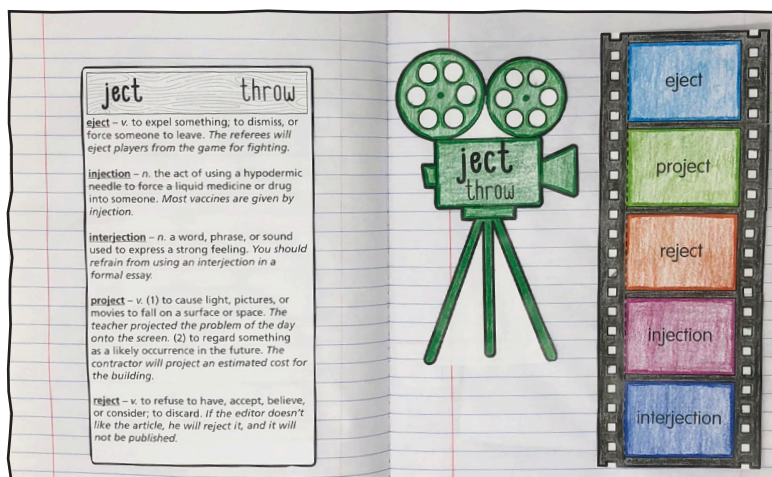 ject throw
eject – v. to expel something; to dismiss, or
force someone to leave. The referees will
eject players from the game for fighting.
injection – n. the act of using a hypodermic
needle to force a liquid medicine or drug
into someone. Most vaccines are given by
injection.
interjection – n. a word, phrase, or sound
used to express a strong feeling. You should
refrain from using an interjection in a
formal essay.
project – v. (1) to cause light, pictures, or
movies to fall on a surface or space. The
teacher projected the problem of the day
onto the screen. (2) to regard something
as a likely occurrence in the future. The
contractor will project an estimated cost for
the building.
reject – v. to refuse to have, accept, believe,
or consider; to discard. If the editor doesn't
like the article, he will reject it, and it will
not be published.
ject
throw
eject
project
reject
injection
interjection